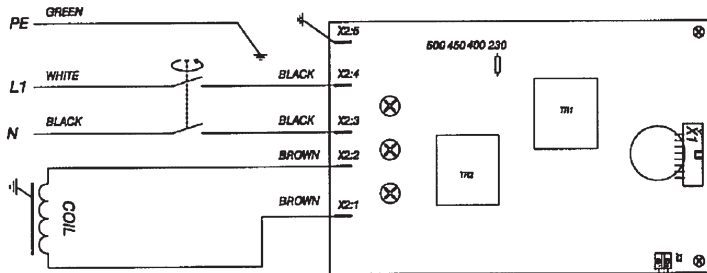 PE GREEN
X2:5
500 450 400 230
L1 WHITE BLACK X2:4
TR1
N BLACK BLACK X2:3
X1
BROWN X2:2
TR2
BROWN X2:1
COIL